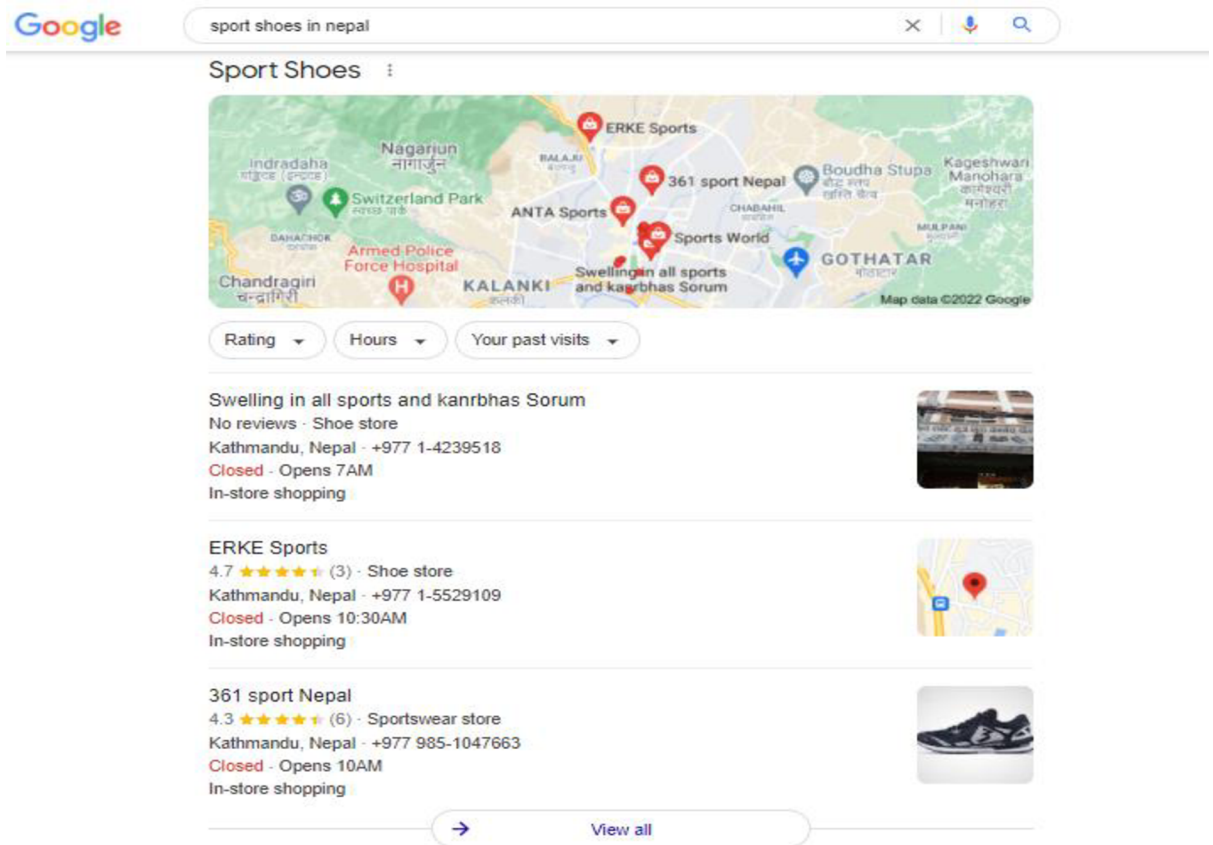 Google
sport shoes in nepal
Sport Shoes
ERKE Sports
Nagarjun
नागार्जुन
BALAJU
Indradaha
Boudha Stupa
Kageshwari
Manohara
कागेश्वरी
मनोहरा
361 sport Nepal
Switzerland Park
ANTA Sports
CHABAHIL
MULPANI
DAHACHOK
Sports World
Armed Police
Force Hospital
GOTHATAR
Chandragiri
चन्द्रागिरी
KALANKI
कलंकी
Swelling in all sports
and kasrbhas Sorum
Map data ©2022 Google
Rating
Hours
Your past visits
Swelling in all sports and kanrbhas Sorum
No reviews · Shoe store
Kathmandu, Nepal · +977 1-4239518
Closed · Opens 7AM
In-store shopping
ERKE Sports
4.7 (3) · Shoe store
Kathmandu, Nepal · +977 1-5529109
Closed · Opens 10:30AM
In-store shopping
361 sport Nepal
4.3 (6) · Sportswear store
Kathmandu, Nepal · +977 985-1047663
Closed · Opens 10AM
In-store shopping
View all